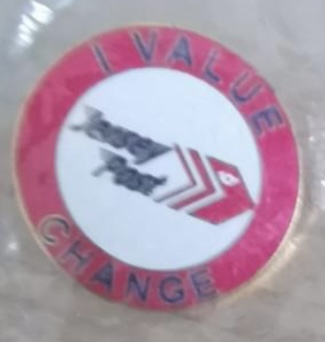 I VALUE
Jersey
Post
CHANGE